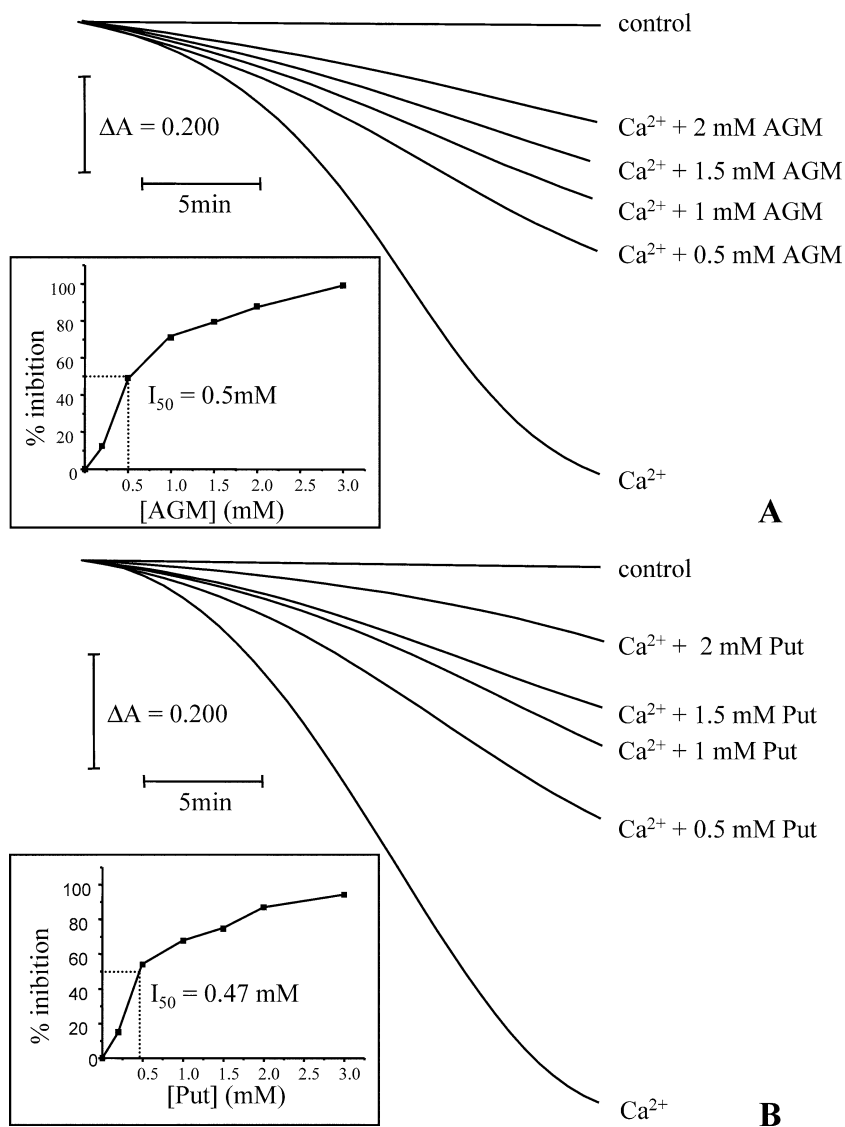 control
Ca²⁺ + 2 mM AGM
ΔA = 0.200
Ca²⁺ + 1.5 mM AGM
5min
Ca²⁺ + 1 mM AGM
Ca²⁺ + 0.5 mM AGM
100
80
60
40
20
0
% inibition
I₅₀ = 0.5mM
0.5 1.0 1.5 2.0 2.5 3.0
[AGM] (mM)
Ca²⁺
A
control
Ca²⁺ + 2 mM Put
ΔA = 0.200
Ca²⁺ + 1.5 mM Put
Ca²⁺ + 1 mM Put
5min
Ca²⁺ + 0.5 mM Put
100
80
60
40
20
0
% inibition
I₅₀ = 0.47 mM
0.5 1.0 1.5 2.0 2.5 3.0
[Put] (mM)
Ca²⁺
B